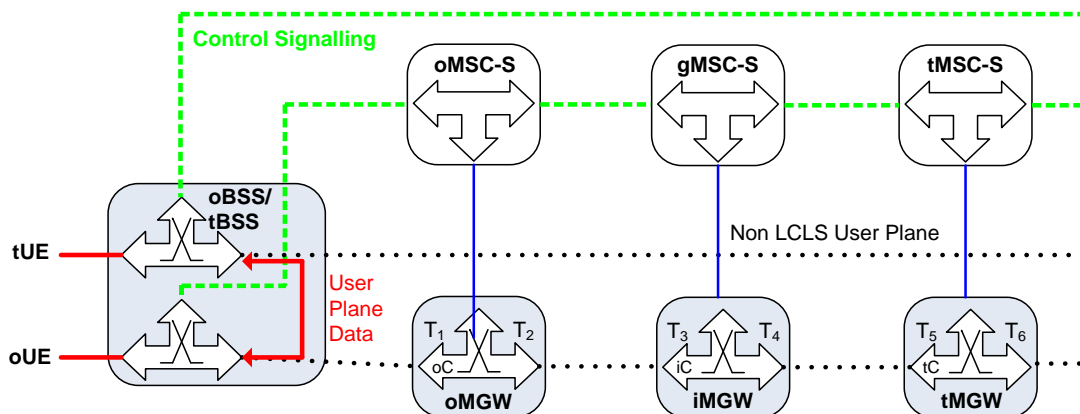 Control Signalling
oMSC-S
gMSC-S
tMSC-S
oBSS/
tBSS
Non LCLS User Plane
tUE
User
Plane
Data
oUE
T1
T2
T3
T4
T5
T6
oC
iC
tC
oMGW
iMGW
tMGW